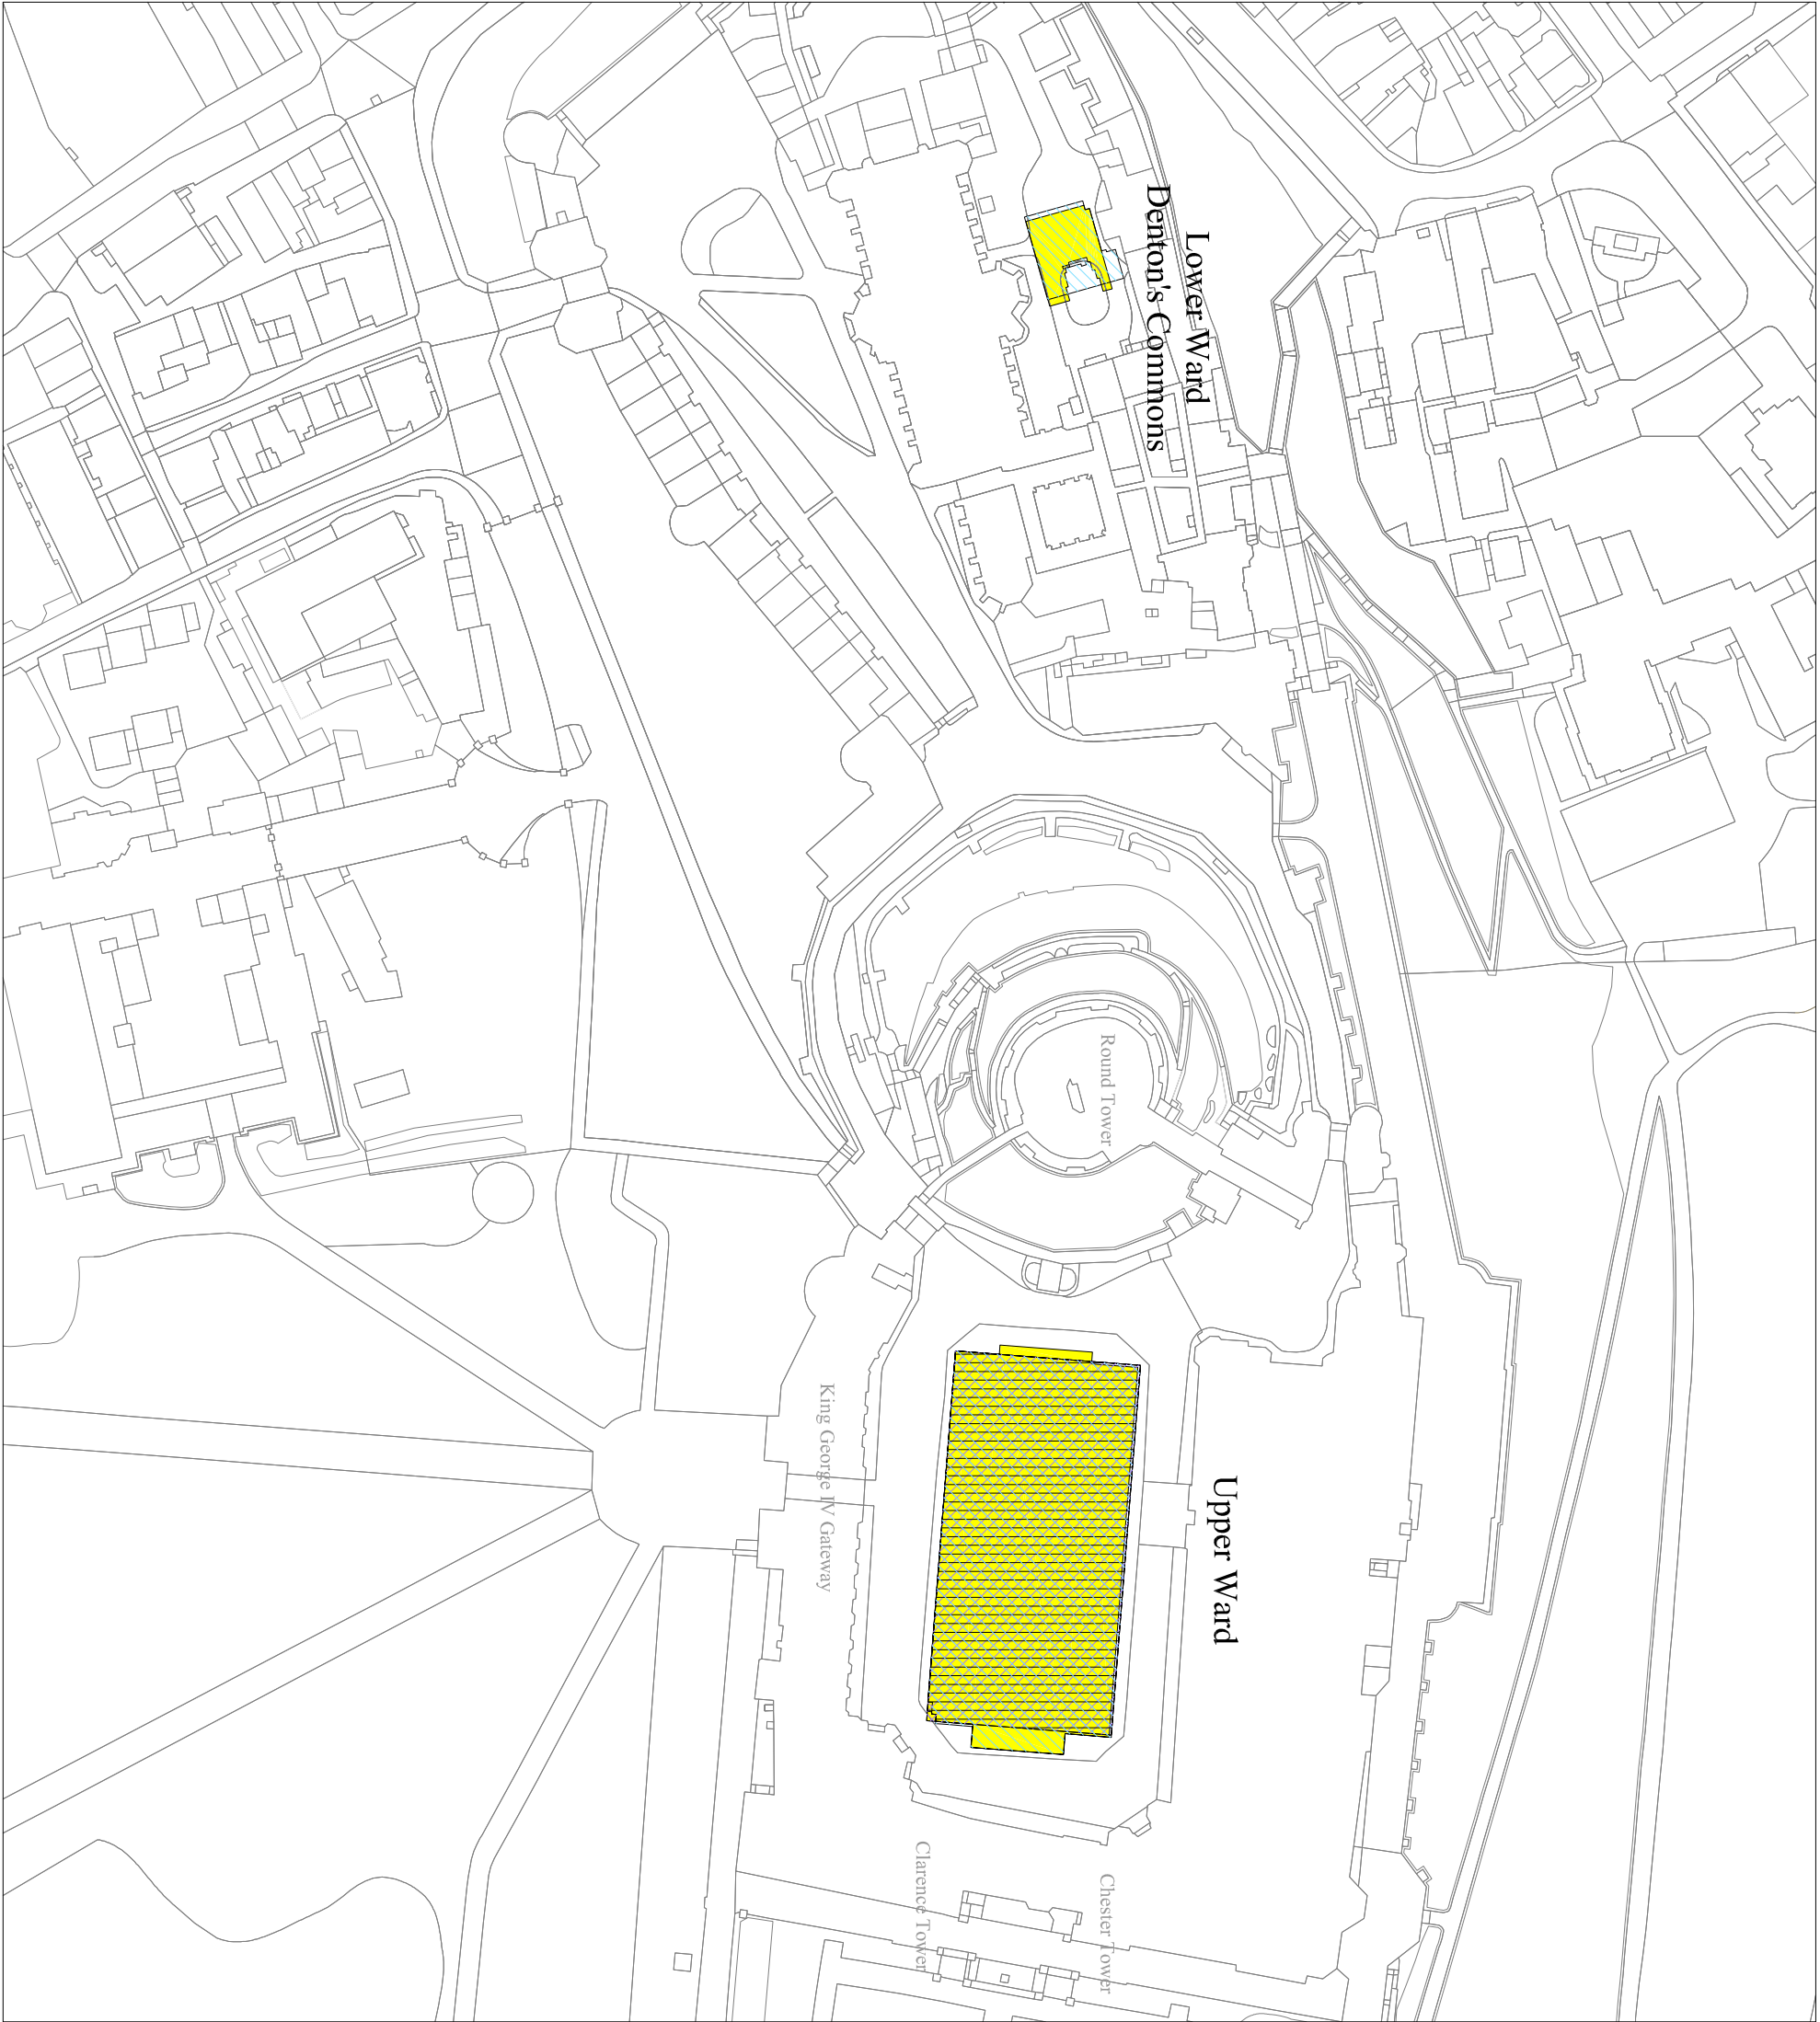 Lower Ward
Denton's Commons
Round Tower
Upper Ward
King George IV Gateway
Chester Tower
Clarence Tower